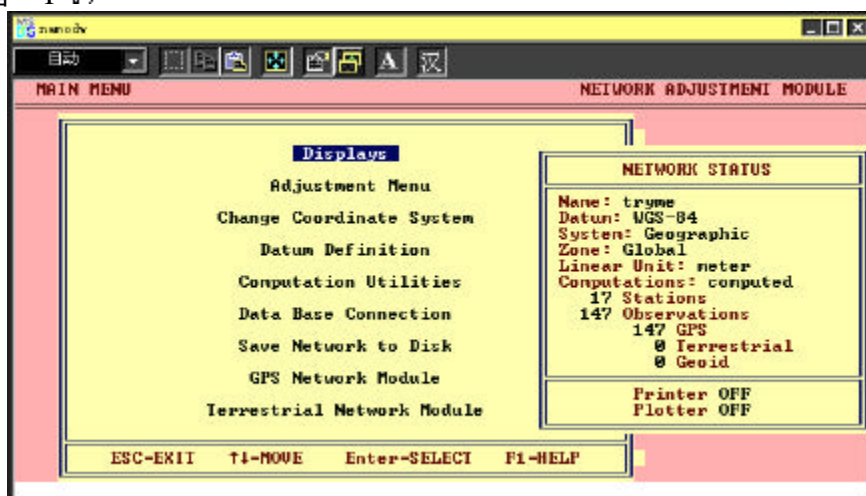 nanodv
自动
A 汉
MAIN MENU
NETWORK ADJUSTMENT MODULE
Displays
Adjustment Menu
Change Coordinate System
Datum Definition
Computation Utilities
Data Base Connection
Save Network to Disk
GPS Network Module
Terrestrial Network Module
ESC-EXIT ↑↓-MOVE Enter-SELECT F1-HELP
NETWORK STATUS
Name: tryme
Datum: WGS-84
System: Geographic
Zone: Global
Linear Unit: meter
Computations: computed
17 Stations
147 Observations
147 GPS
0 Terrestrial
0 Geoid
Printer OFF
Plotter OFF